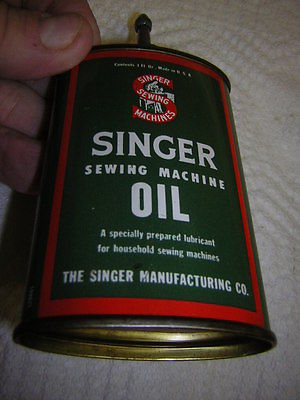 Contents 3 Fl. Oz. Made in U.S.A.
SINGER
SEWING
MACHINES
SINGER
SEWING MACHINE
OIL
A specially prepared lubricant
for household sewing machines
THE SINGER MANUFACTURING CO.